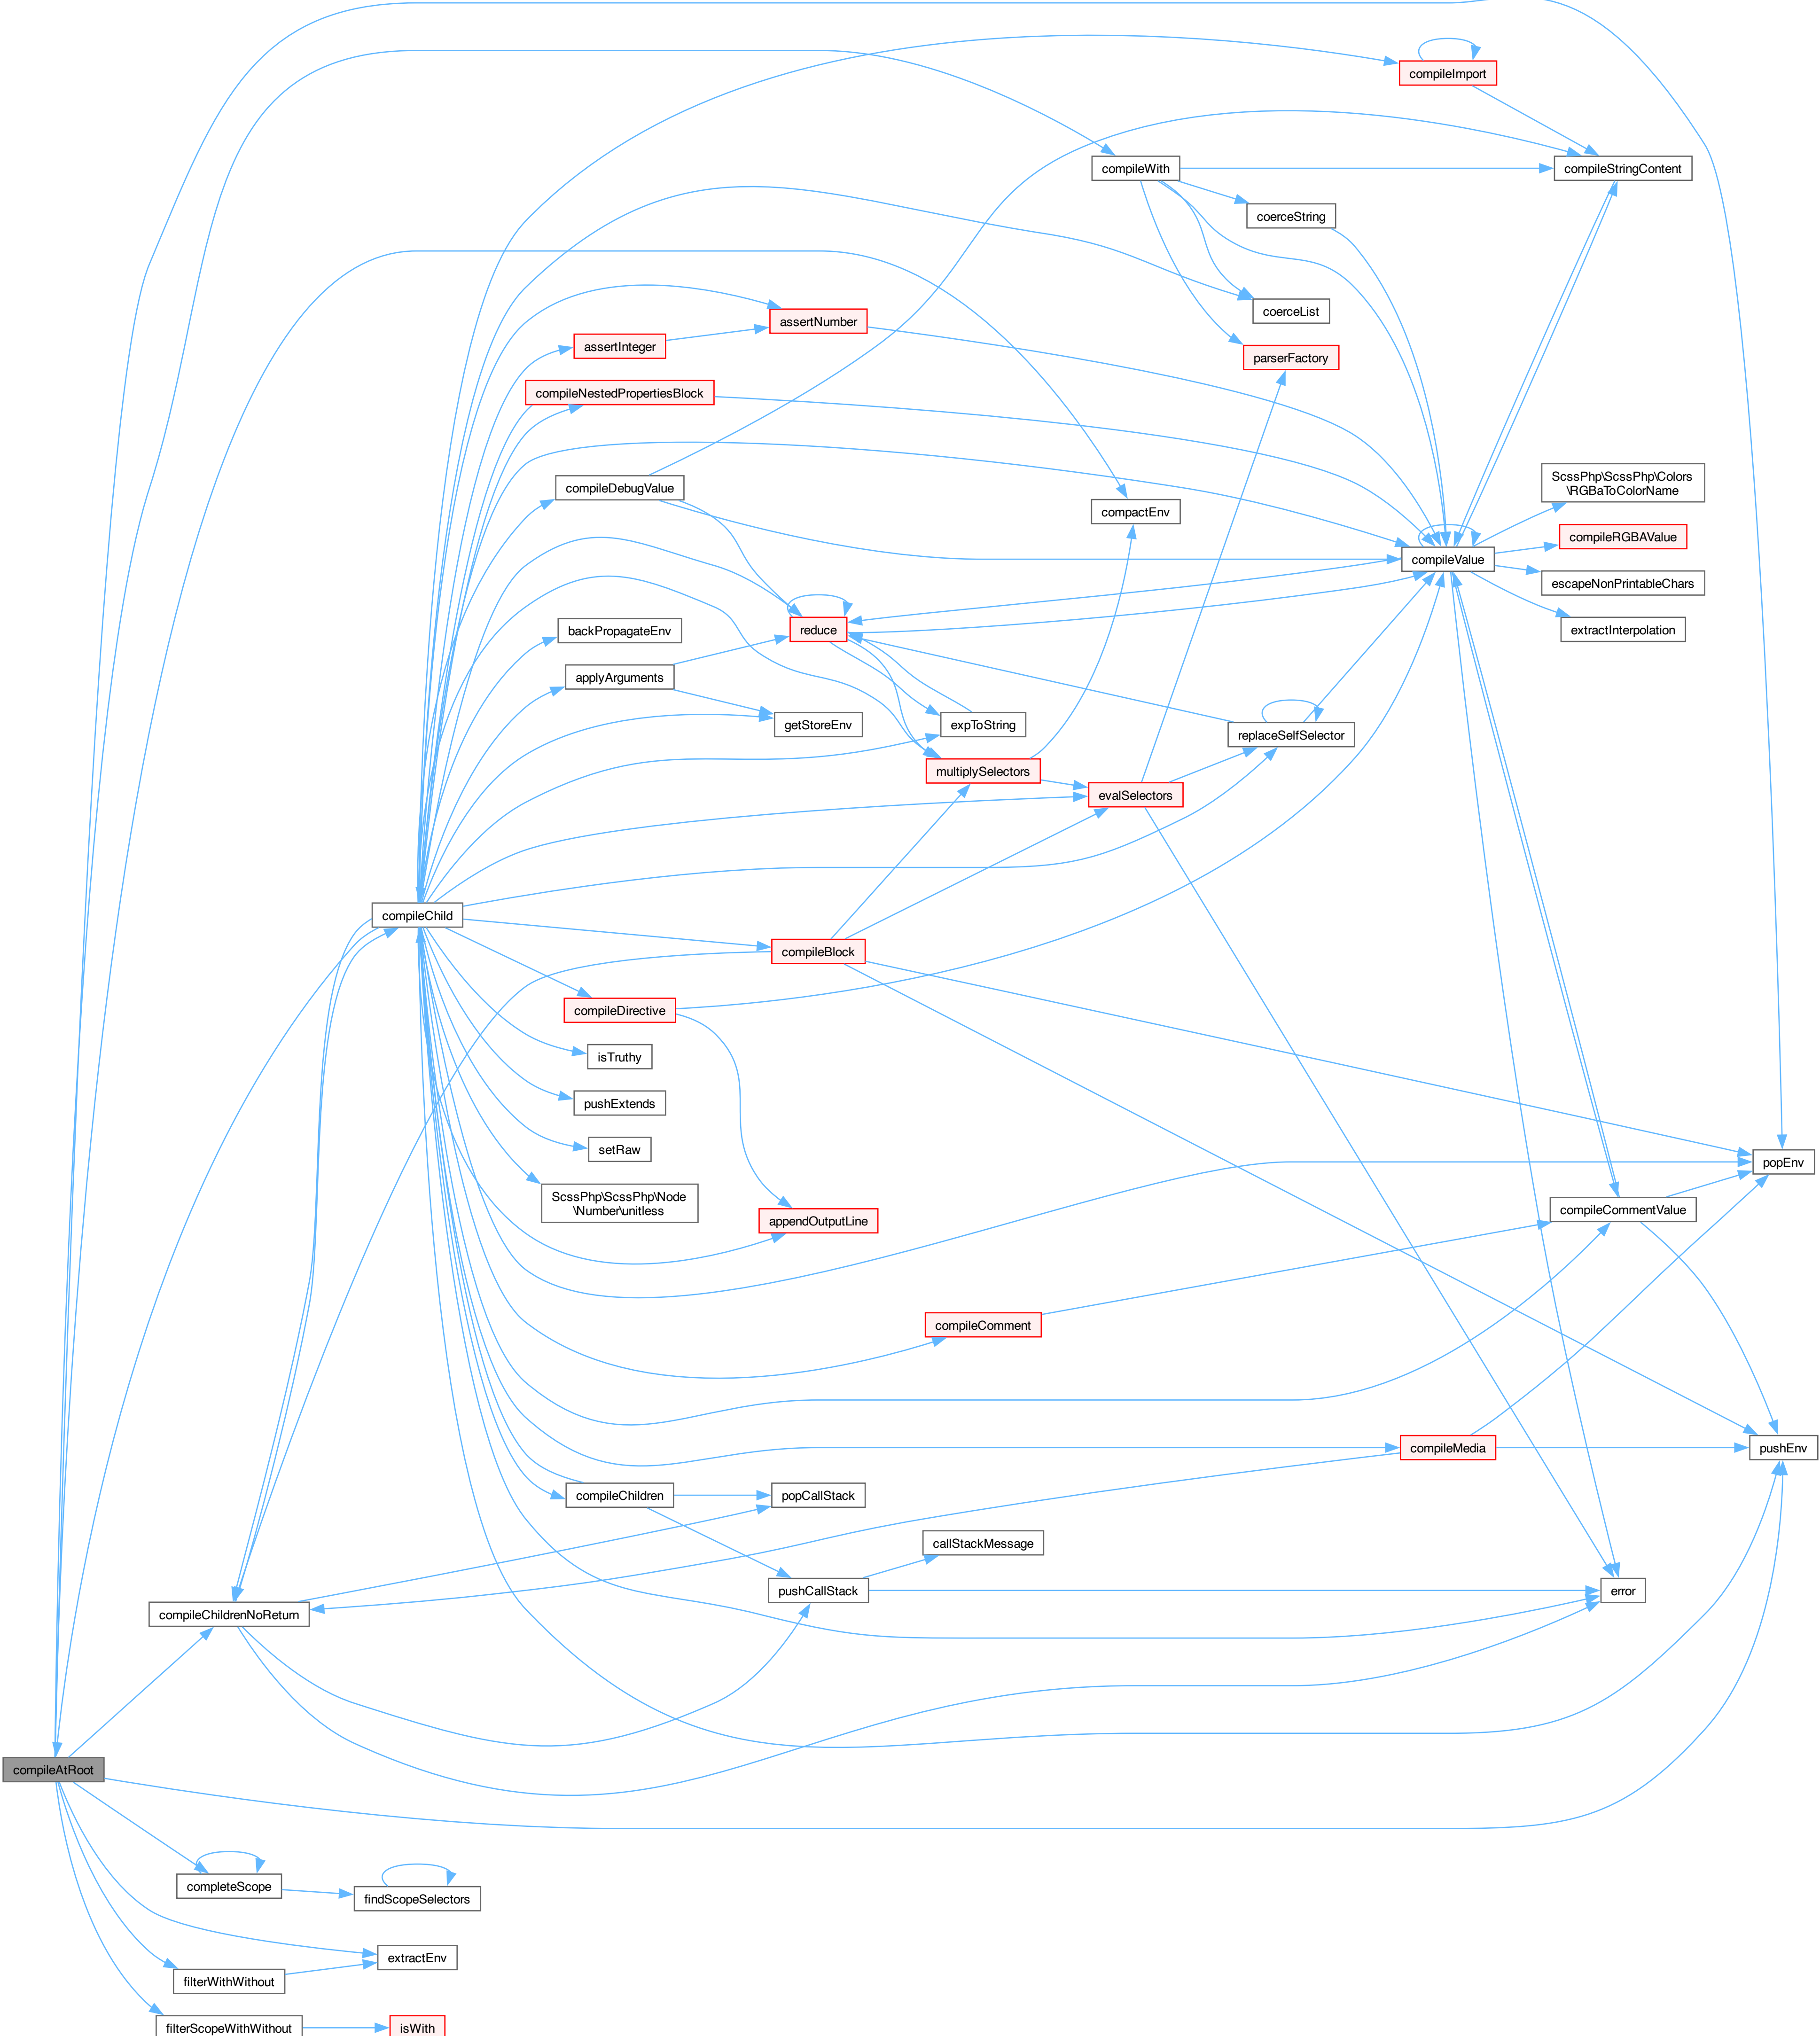 compileImport
compileWith
compileStringContent
coerceString
coerceList
assertNumber
assertInteger
parserFactory
compileNestedPropertiesBlock
compileDebugValue
ScssPhp\ScssPhp\Colors
\RGBaToColorName
compactEnv
compileRGBAValue
compileValue
escapeNonPrintableChars
backPropagateEnv
reduce
extractInterpolation
applyArguments
getStoreEnv
expToString
replaceSelfSelector
multiplySelectors
evalSelectors
compileChild
compileBlock
compileDirective
isTruthy
pushExtends
setRaw
popEnv
ScssPhp\ScssPhp\Node
\Number\unitless
compileCommentValue
appendOutputLine
compileComment
compileMedia
pushEnv
compileChildren
popCallStack
callStackMessage
pushCallStack
error
compileChildrenNoReturn
compileAtRoot
completeScope
findScopeSelectors
extractEnv
filterWithWithout
filterScopeWithWithout
isWith